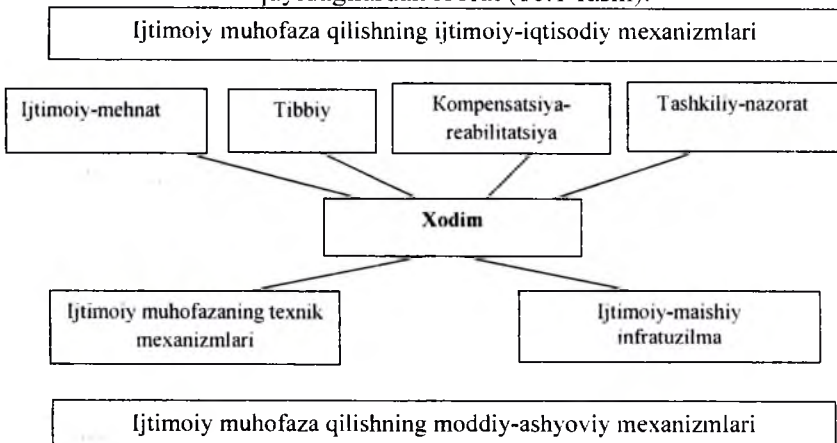 Ijtimoiy muhofaza qilishning ijtimoiy-iqtisodiy mexanizmlari
Ijtimoiy-mehnat
Tibbiy
Kompensatsiya-
reabilitatsiya
Tashkiliy-nazorat
Xodim
Ijtimoiy muhofazaning texnik
mexanizmlari
Ijtimoiy-maishiy
infratuzilma
Ijtimoiy muhofaza qilishning moddiy-ashyoviy mexanizmlari